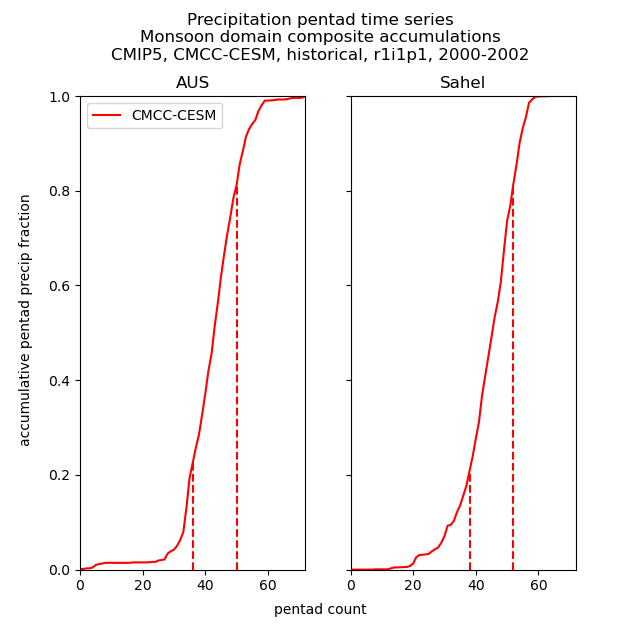 Precipitation pentad time series
Monsoon domain composite accumulations
CMIP5, CMCC-CESM, historical, r1i1p1, 2000-2002
AUS
Sahel
CMCC-CESM
accumulative pentad precip fraction
1.0
0.8
0.6
0.4
0.2
0.0
0 20 40 60
0 20 40 60
pentad count